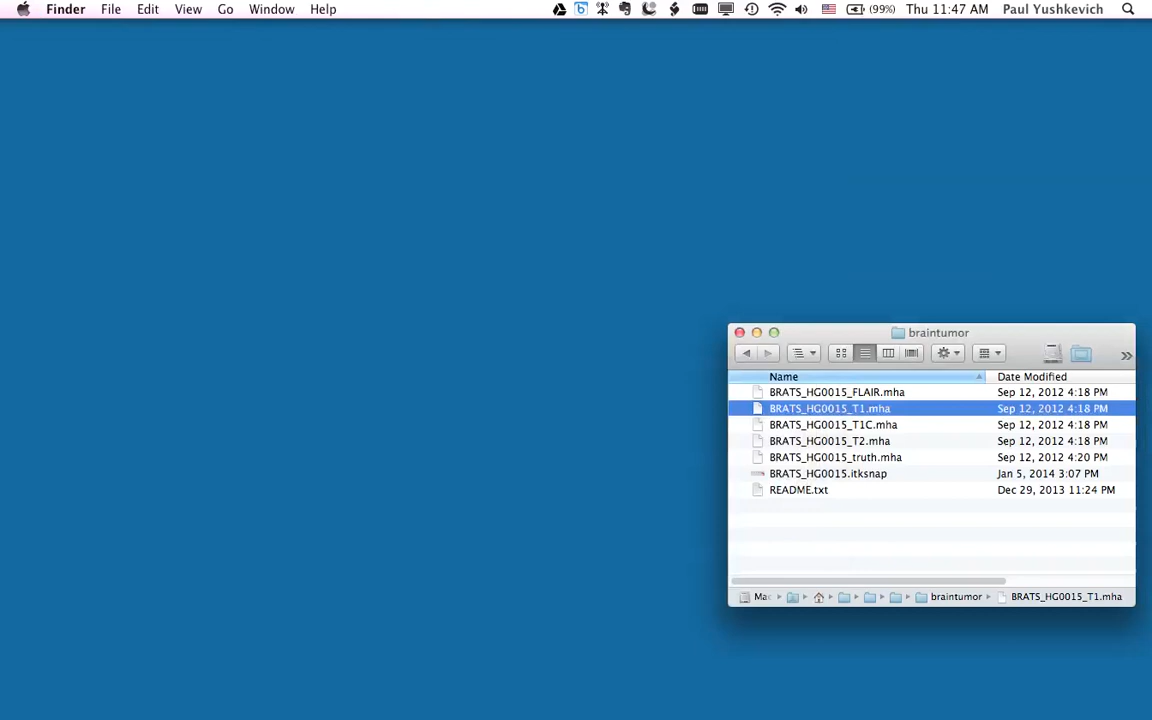 Finder File Edit View Go Window Help (99%) Thu 11:47 AM Paul Yushkevich
braintumor
Name Date Modified
BRATS_HG0015_FLAIR.mha Sep 12, 2012 4:18 PM
BRATS_HG0015_T1.mha Sep 12, 2012 4:18 PM
BRATS_HG0015_T1C.mha Sep 12, 2012 4:18 PM
BRATS_HG0015_T2.mha Sep 12, 2012 4:18 PM
BRATS_HG0015_truth.mha Sep 12, 2012 4:20 PM
BRATS_HG0015.itksnap Jan 5, 2014 3:07 PM
README.txt Dec 29, 2013 11:24 PM
Mac braintumor BRATS_HG0015_T1.mha